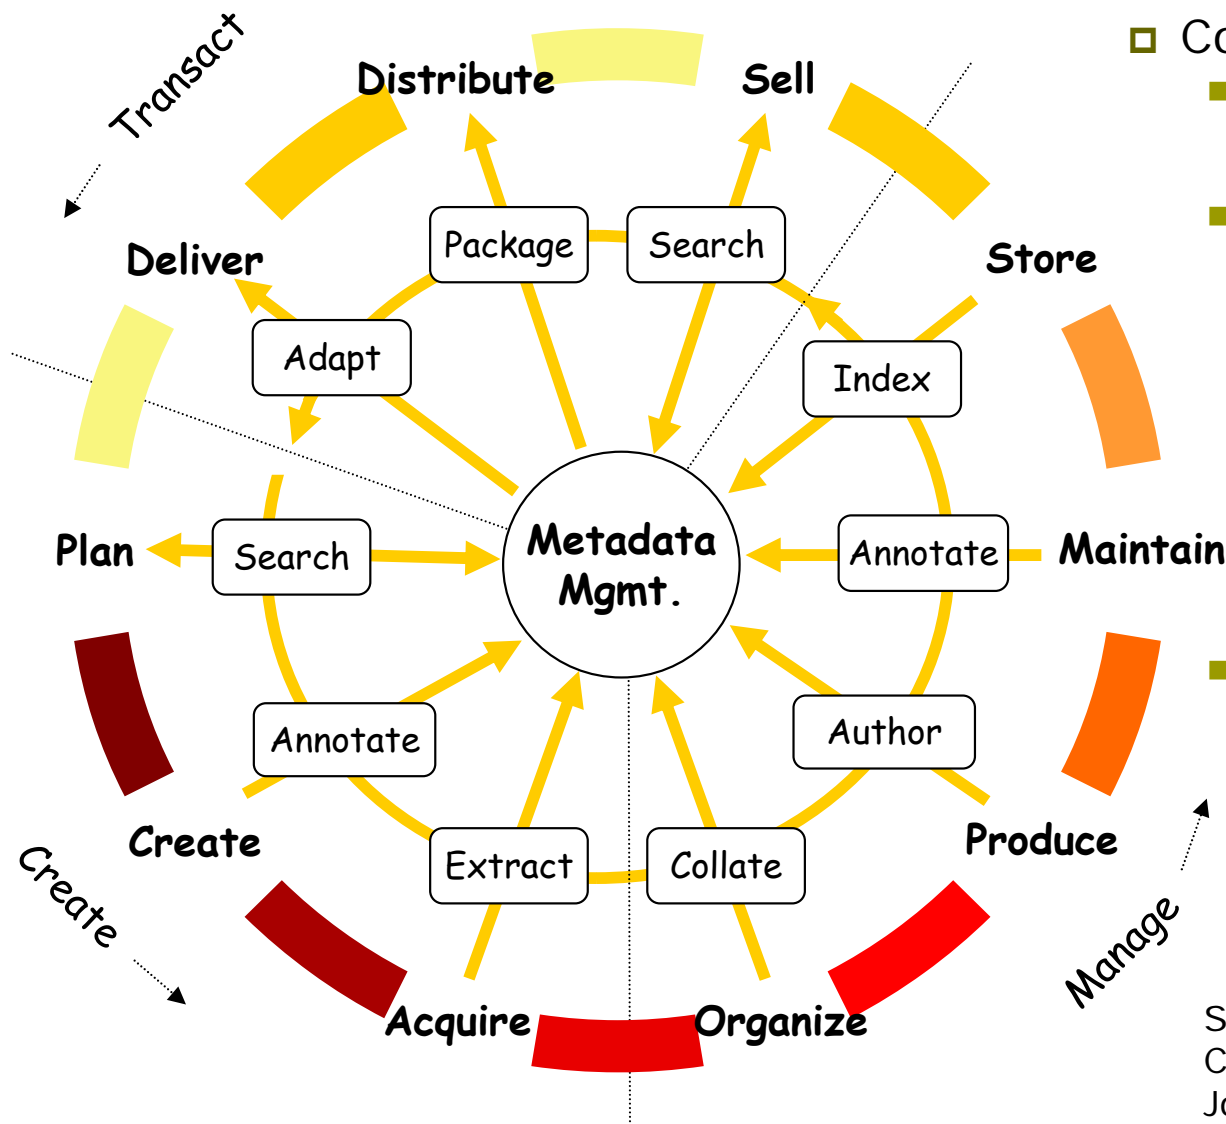 Transact
Distribute
Sell
Package
Search
Deliver
Store
Adapt
Index
Plan
Search
Metadata
Mgmt.
Annotate
Maintain
Annotate
Author
Create
Extract
Collate
Produce
Create
Manage
Acquire
Organize